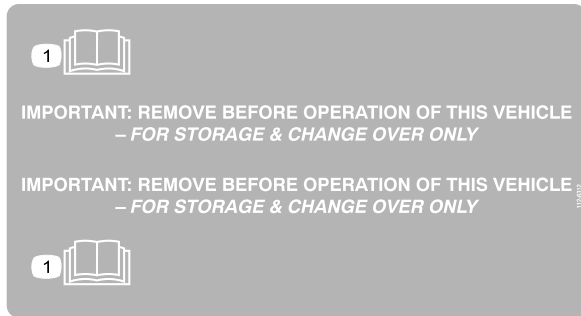 1
IMPORTANT: REMOVE BEFORE OPERATION OF THIS VEHICLE
– FOR STORAGE & CHANGE OVER ONLY
IMPORTANT: REMOVE BEFORE OPERATION OF THIS VEHICLE
– FOR STORAGE & CHANGE OVER ONLY
1